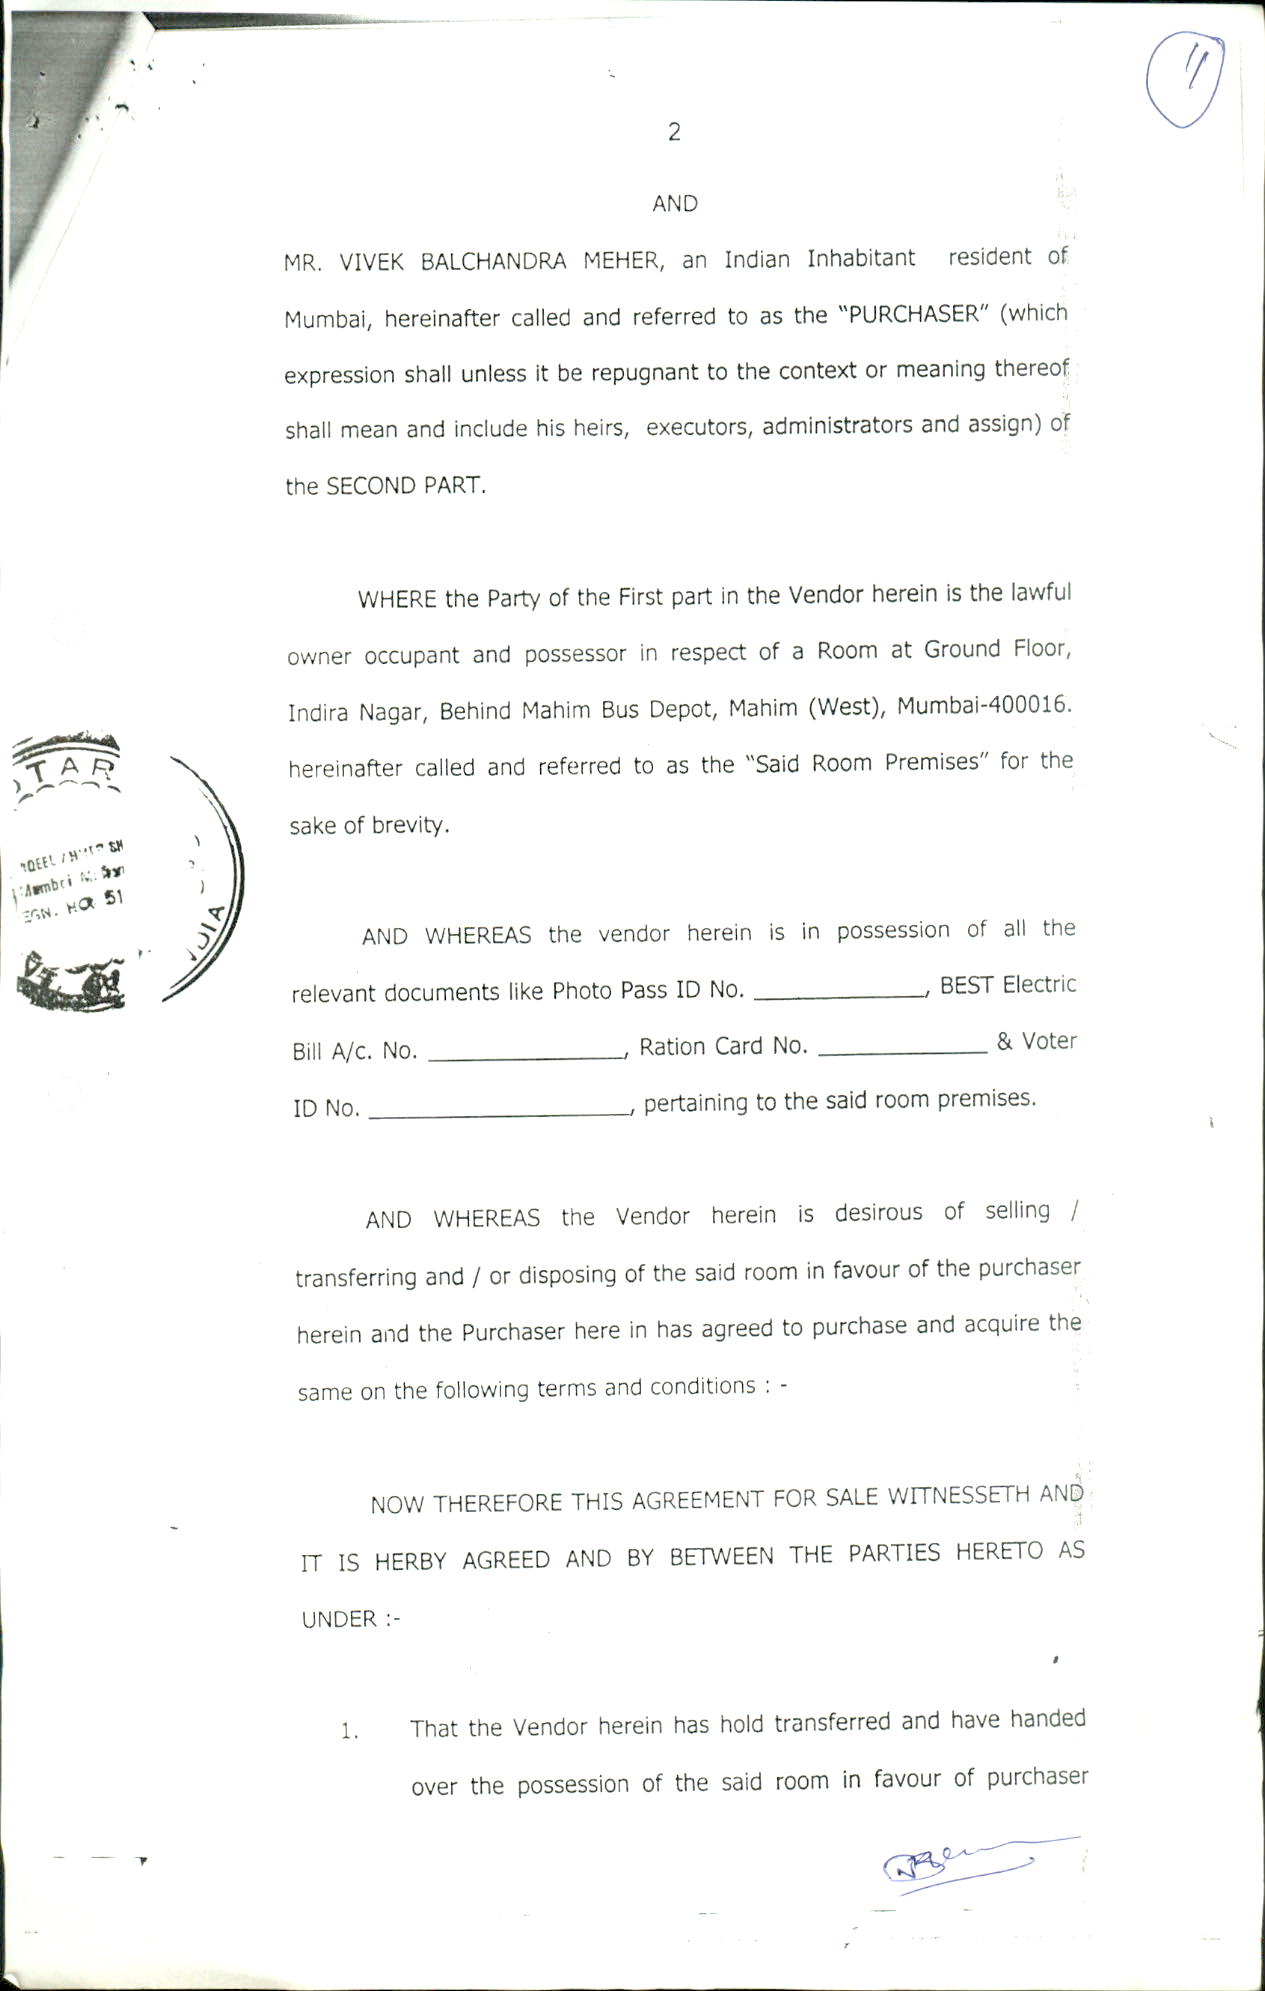 11
2
AND
MR. VIVEK BALCHANDRA MEHER, an Indian Inhabitant resident of
Mumbai, hereinafter called and referred to as the “PURCHASER” (which
expression shall unless it be repugnant to the context or meaning thereof
shall mean and include his heirs, executors, administrators and assign) of
the SECOND PART.
WHERE the Party of the First part in the Vendor herein is the lawful
owner occupant and possessor in respect of a Room at Ground Floor,
Indira Nagar, Behind Mahim Bus Depot, Mahim (West), Mumbai-400016.
hereinafter called and referred to as the “Said Room Premises” for the
sake of brevity.
OTAR
51
AND WHEREAS the vendor herein is in possession of all the
relevant documents like Photo Pass ID No. ____________, BEST Electric
Bill A/c. No. ______________, Ration Card No. ____________ & Voter
ID No. ___________________, pertaining to the said room premises.
AND WHEREAS the Vendor herein is desirous of selling /
transferring and / or disposing of the said room in favour of the purchaser
herein and the Purchaser here in has agreed to purchase and acquire the
same on the following terms and conditions : -
NOW THEREFORE THIS AGREEMENT FOR SALE WITNESSETH AND
IT IS HERBY AGREED AND BY BETWEEN THE PARTIES HERETO AS
UNDER :-
1. That the Vendor herein has hold transferred and have handed
over the possession of the said room in favour of purchaser